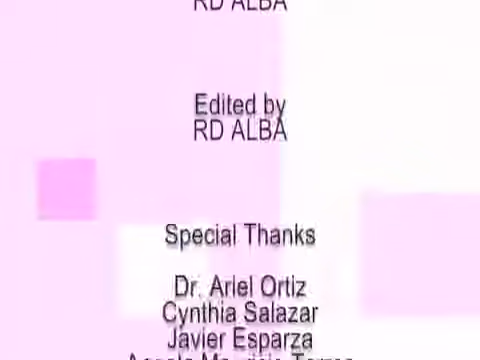 RD ALBA
Edited by
RD ALBA
Special Thanks
Dr. Ariel Ortiz
Cynthia Salazar
Javier Esparza